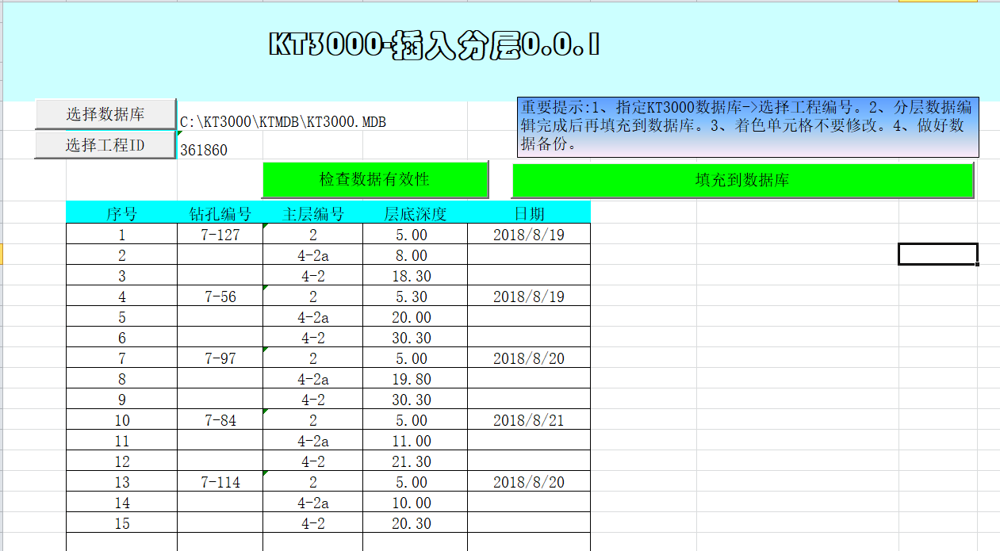 KT3000-插入分层0.0.1
选择数据库 C:\KT3000\KTMDB\KT3000.MDB
选择工程ID 361860
重要提示:1、指定KT3000数据库->选择工程编号。2、分层数据编
辑完成后再填充到数据库。3、着色单元格不要修改。4、做好数
据备份。
检查数据有效性 填充到数据库
序号 钻孔编号 主层编号 层底深度 日期
1 7-127 2 5.00 2018/8/19
2 4-2a 8.00
3 4-2 18.30
4 7-56 2 5.30 2018/8/19
5 4-2a 20.00
6 4-2 30.30
7 7-97 2 5.00 2018/8/20
8 4-2a 19.80
9 4-2 30.30
10 7-84 2 5.00 2018/8/21
11 4-2a 11.00
12 4-2 21.30
13 7-114 2 5.00 2018/8/20
14 4-2a 10.00
15 4-2 20.30